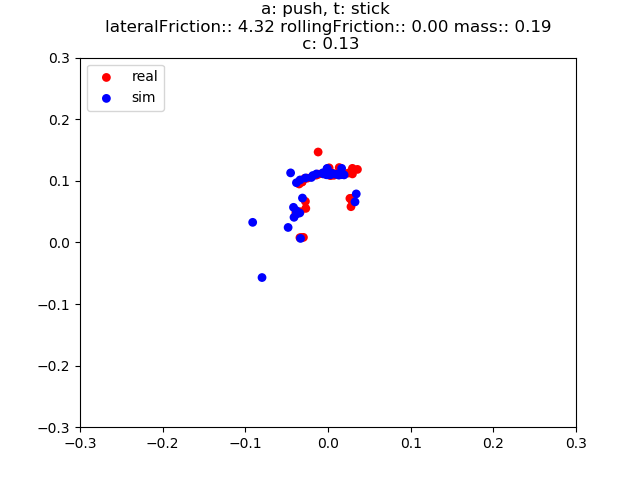 a: push, t: stick
lateralFriction:: 4.32 rollingFriction:: 0.00 mass:: 0.19
c: 0.13
real
sim
0.3
0.2
0.1
0.0
−0.1
−0.2
−0.3
−0.3
−0.2
−0.1
0.0
0.1
0.2
0.3